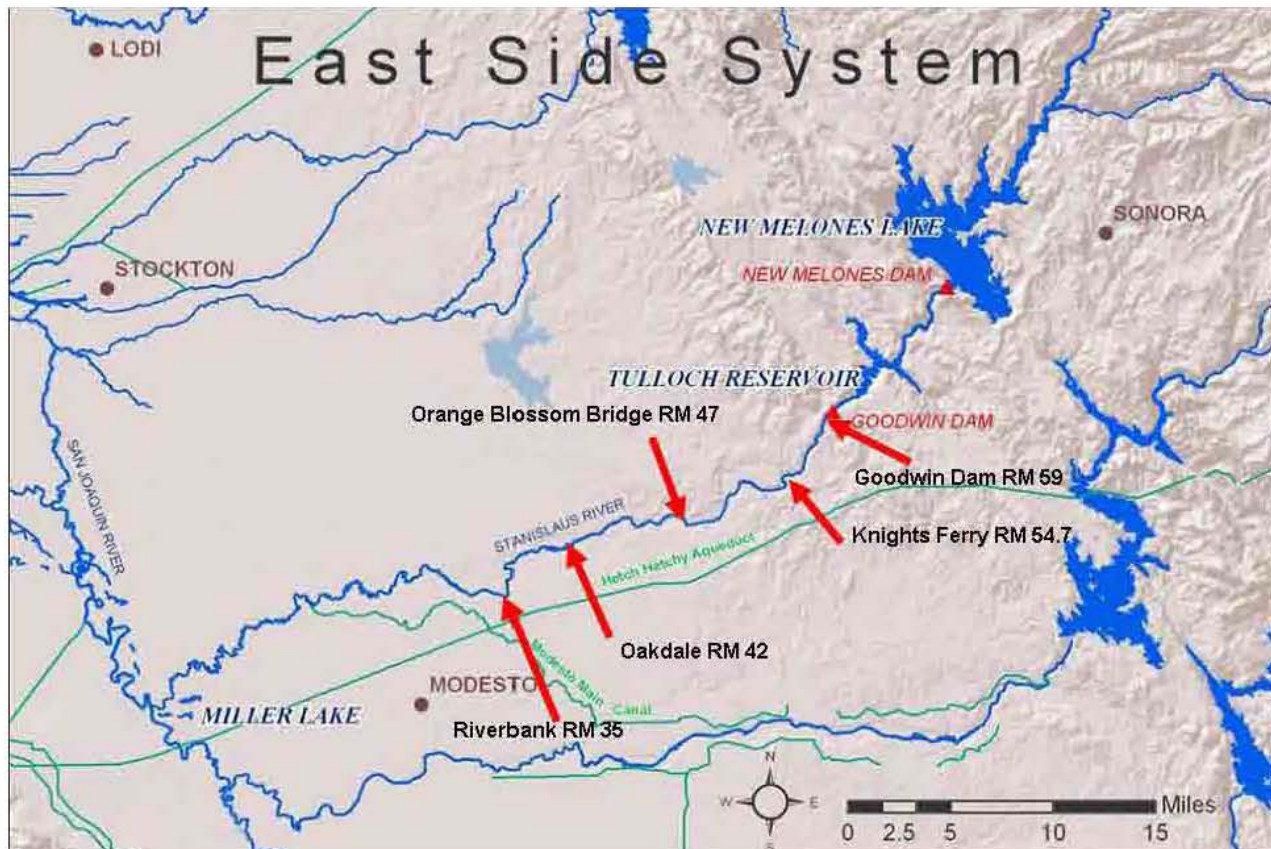 East Side System
LODI
STOCKTON
SONORA
NEW MELONES LAKE
NEW MELONES DAM
TULLOCH RESERVOIR
Orange Blossom Bridge RM 47
GOODWIN DAM
Goodwin Dam RM 59
SAN JOAQUIN RIVER
STANISLAUS RIVER
Knights Ferry RM 54.7
Hetch Hetchy Aqueduct
Oakdale RM 42
Modesto Main Canal
MODESTO
MILLER LAKE
Riverbank RM 35
N
W
E
S
Miles
0 2.5 5 10 15